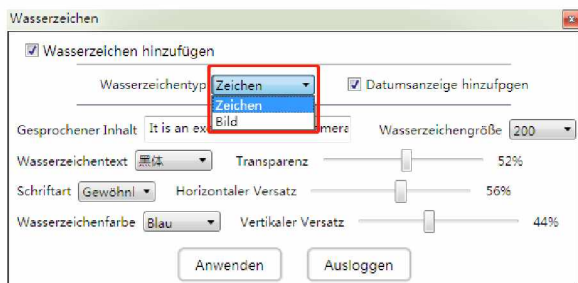 Wasserzeichen
Wasserzeichen hinzufügen
Wasserzeichentyp Zeichen Datumsanzeige hinzufpgen
Zeichen
Bild
Gesprochener Inhalt It is an ex mera Wasserzeichengröße 200
Wasserzeichentext 黑体 Transparenz 52%
Schriftart Gewöhnl Horizontaler Versatz 56%
Wasserzeichenfarbe Blau Vertikaler Versatz 44%
Anwenden Ausloggen